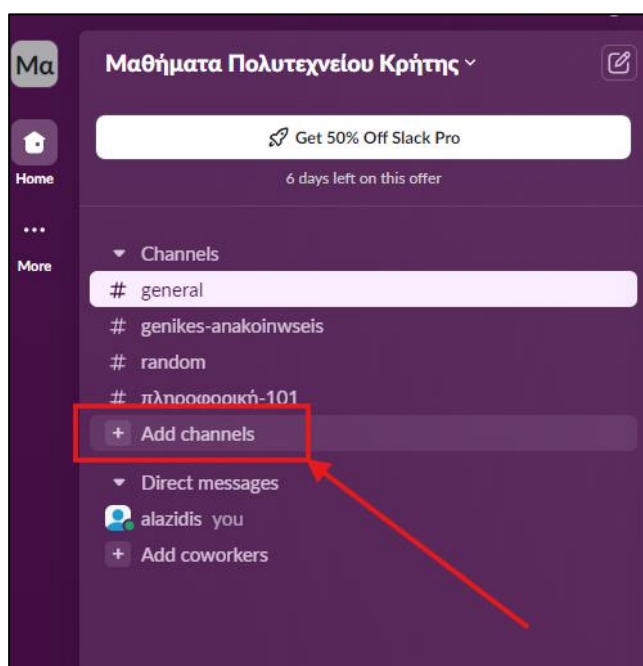 Μα
Μαθήματα Πολυτεχνείου Κρήτης
Get 50% Off Slack Pro
6 days left on this offer
Home
More
Channels
# general
# genikes-anakoinwseis
# random
# πληροφορική-101
+ Add channels
Direct messages
alazidis you
+ Add coworkers